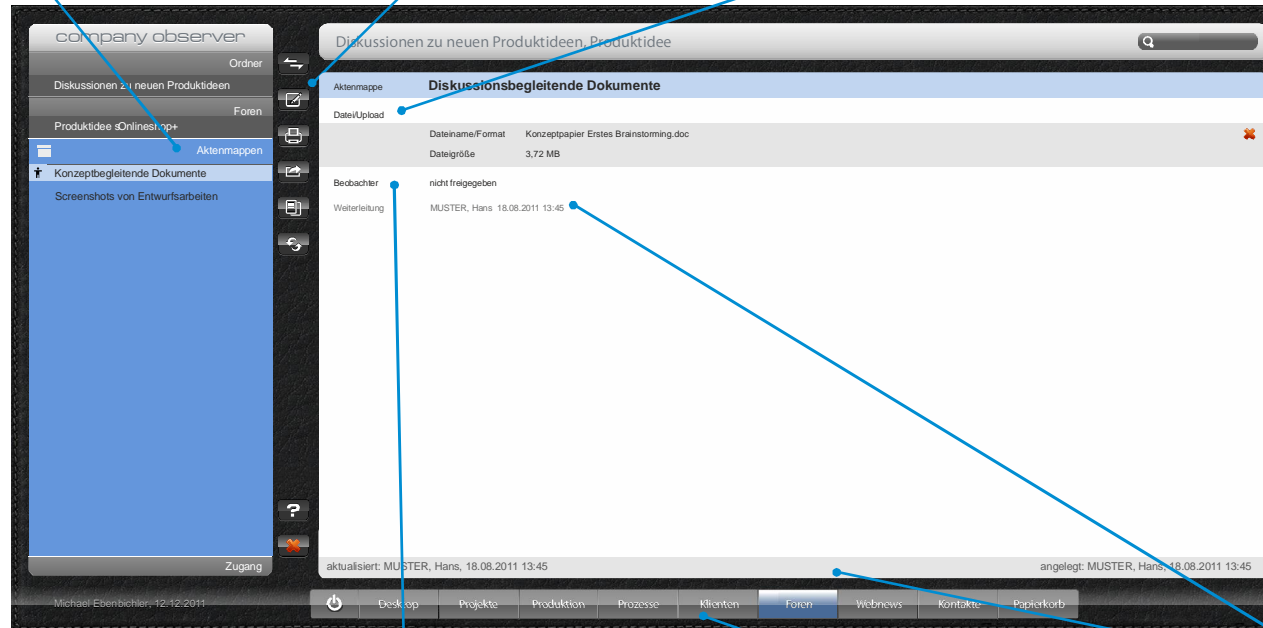 company observer
Ordner
Diskussionen zu neuen Produktideen
Foren
Produktidee sOnlineshop+
Aktenmappen
Konzeptbegleitende Dokumente
Screenshots von Entwurfsarbeiten
Zugang
Michael Ebenbichler, 12.12.2011
Diskussionen zu neuen Produktideen, Produktidee
Aktenmappe Diskussionsbegleitende Dokumente
Datei/Upload
Dateiname/Format Konzeptpapier Erstes Brainstorming.doc
Dateigröße 3,72 MB
Beobachter nicht freigegeben
Weiterleitung MUSTER, Hans 18.08.2011 13:45
aktualisiert: MUSTER, Hans, 18.08.2011 13:45 angelegt: MUSTER, Hans, 18.08.2011 13:45
Desktop Projekte Produktion Prozesse Klienten Foren Webnews Kontakte Papierkorb